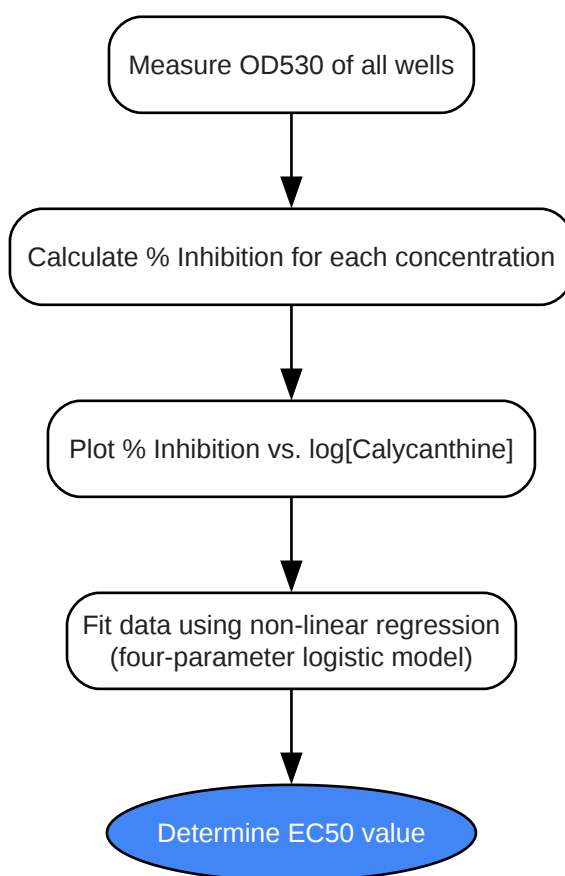 Measure OD530 of all wells
Calculate % Inhibition for each concentration
Plot % Inhibition vs. log[Calycanthine]
Fit data using non-linear regression
(four-parameter logistic model)
Determine EC50 value